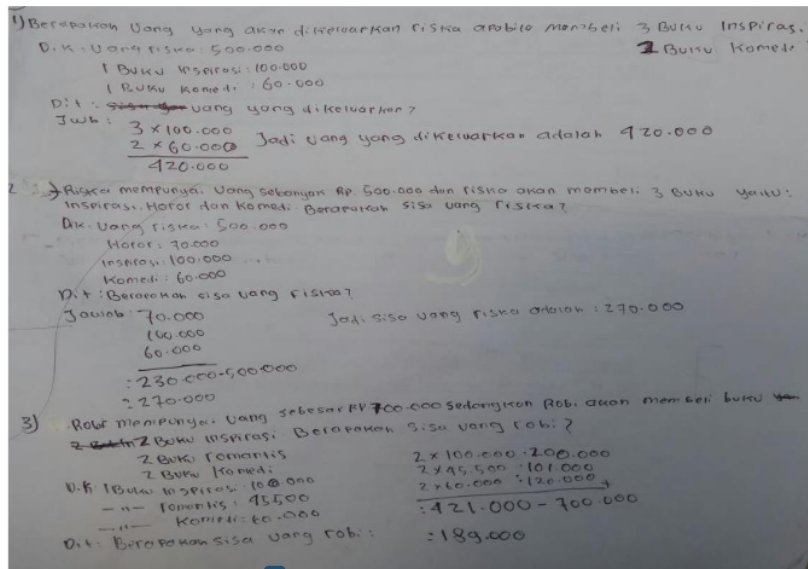 1) Berapakah Uang yang akan dikeluarkan riska apabila membeli 3 Buku Inspiras.
2 Buku Komedi
D.K : Uang riska : 500.000
1 Buku inspirasi : 100.000
1 Buku Komedi : 60.000
Dit : uang yang dikeluarkan ?
Jwb :
3 x 100.000
2 x 60.000
420.000
Jadi uang yang dikeluarkan adalah 420.000
2 Riska mempunyai Uang sebanyak Rp. 500.000 dan riska akan membeli 3 Buku yaitu :
Inspirasi, Horor dan Komedi. Berapakah sisa uang riska?
Dik. Uang riska : 500.000
Horor : 70.000
inspirasi : 100.000
Komedi : 60.000
Dit : Berapakah sisa uang riska?
Jawab : 70.000
100.000
60.000
: 230.000-500.000
: 270.000
Jadi sisa uang riska adalah : 270.000
3) Robi mempunyai uang sebesar RP 700.000 Sedangkan Robi akan membeli buku
2 Buku inspirasi Berapakah sisa uang robi ?
2 Buku romantis
2 Buku Komedi
D.K : 1 Buku inspirasi : 100.000
-"- romantis : 45500
-"- Komedi : 60.000
Dit : Berapakah sisa uang robi :
2 x 100.000 : 200.000
2 x 45.500 : 101.000
2 x 60.000 : 120.000 +
: 421.000 - 700.000
: 189.000